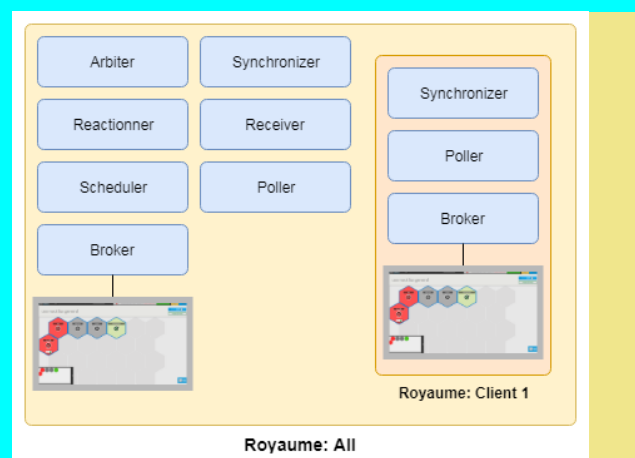 Arbiter
Synchronizer
Reactionner
Receiver
Scheduler
Poller
Broker
Synchronizer
Poller
Broker
Royaume: Client 1
Royaume: All